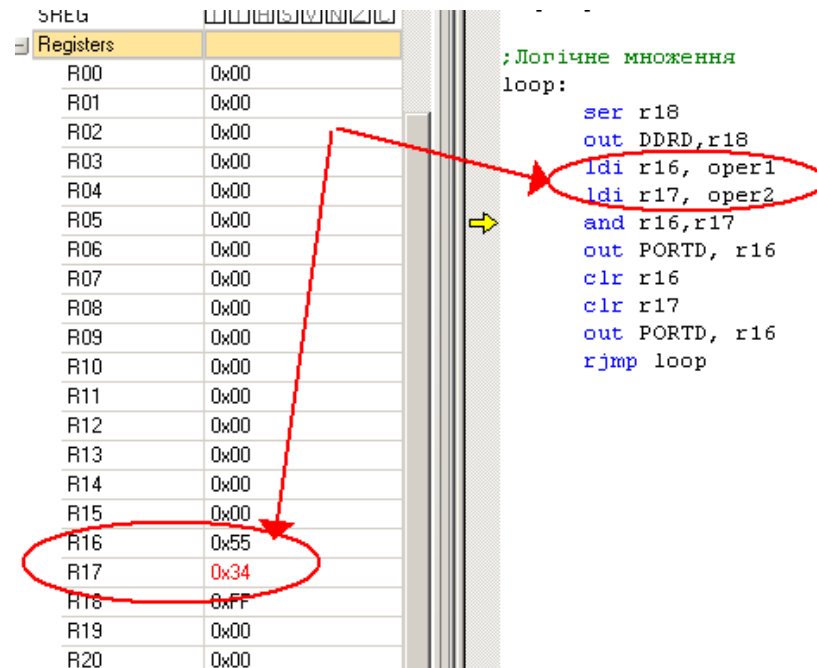 SREG I T H S V N Z C
Registers
R00 0x00
R01 0x00
R02 0x00
R03 0x00
R04 0x00
R05 0x00
R06 0x00
R07 0x00
R08 0x00
R09 0x00
R10 0x00
R11 0x00
R12 0x00
R13 0x00
R14 0x00
R15 0x00
R16 0x55
R17 0x34
R18 0xFF
R19 0x00
R20 0x00
;Логічне множення
loop:
ser r18
out DDRD,r18
ldi r16, oper1
ldi r17, oper2
and r16,r17
out PORTD, r16
clr r16
clr r17
out PORTD, r16
rjmp loop